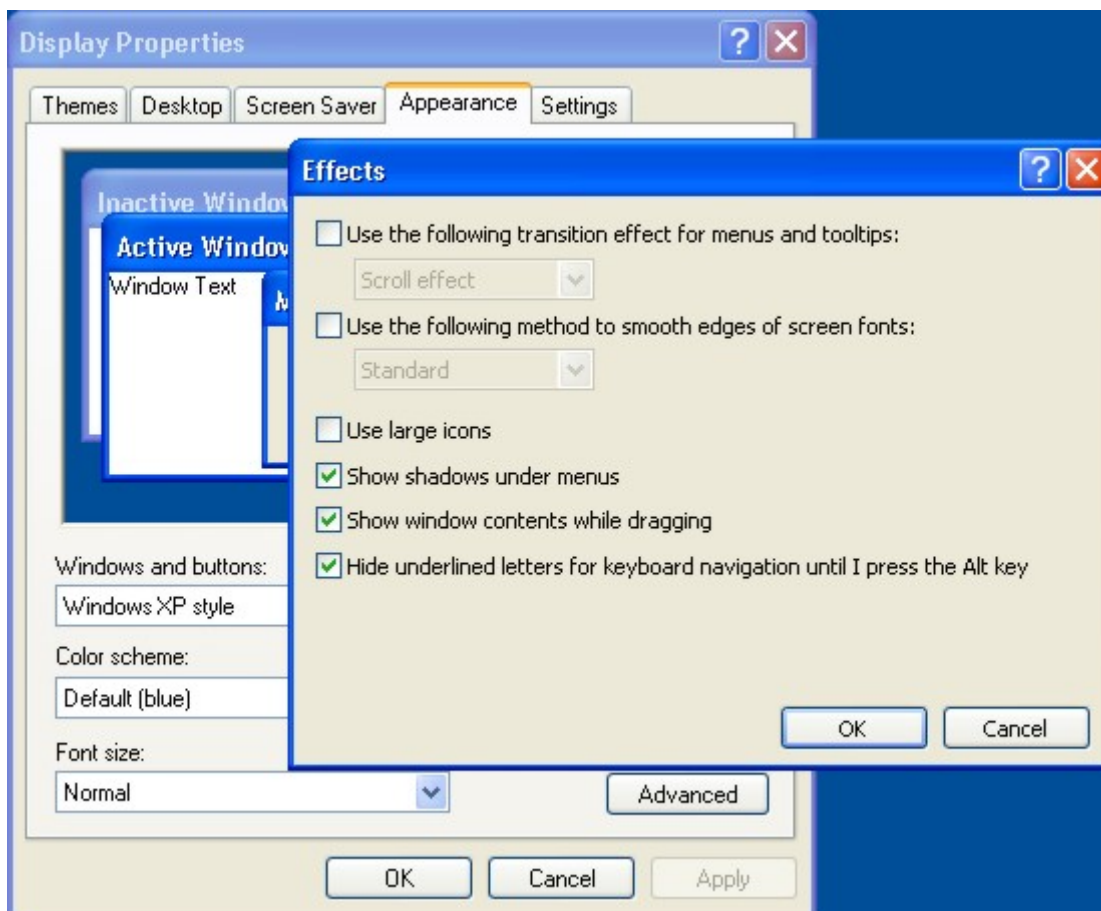 Display Properties
Themes
Desktop
Screen Saver
Appearance
Settings
Inactive
Active
Window Text
Effects
Use the following transition effect for menus and tooltips:
Scroll effect
Use the following method to smooth edges of screen fonts:
Standard
Use large icons
Show shadows under menus
Show window contents while dragging
Hide underlined letters for keyboard navigation until I press the Alt key
OK
Cancel
Windows and buttons:
Windows XP style
Color scheme:
Default (blue)
Font size:
Normal
Advanced
OK
Cancel
Apply